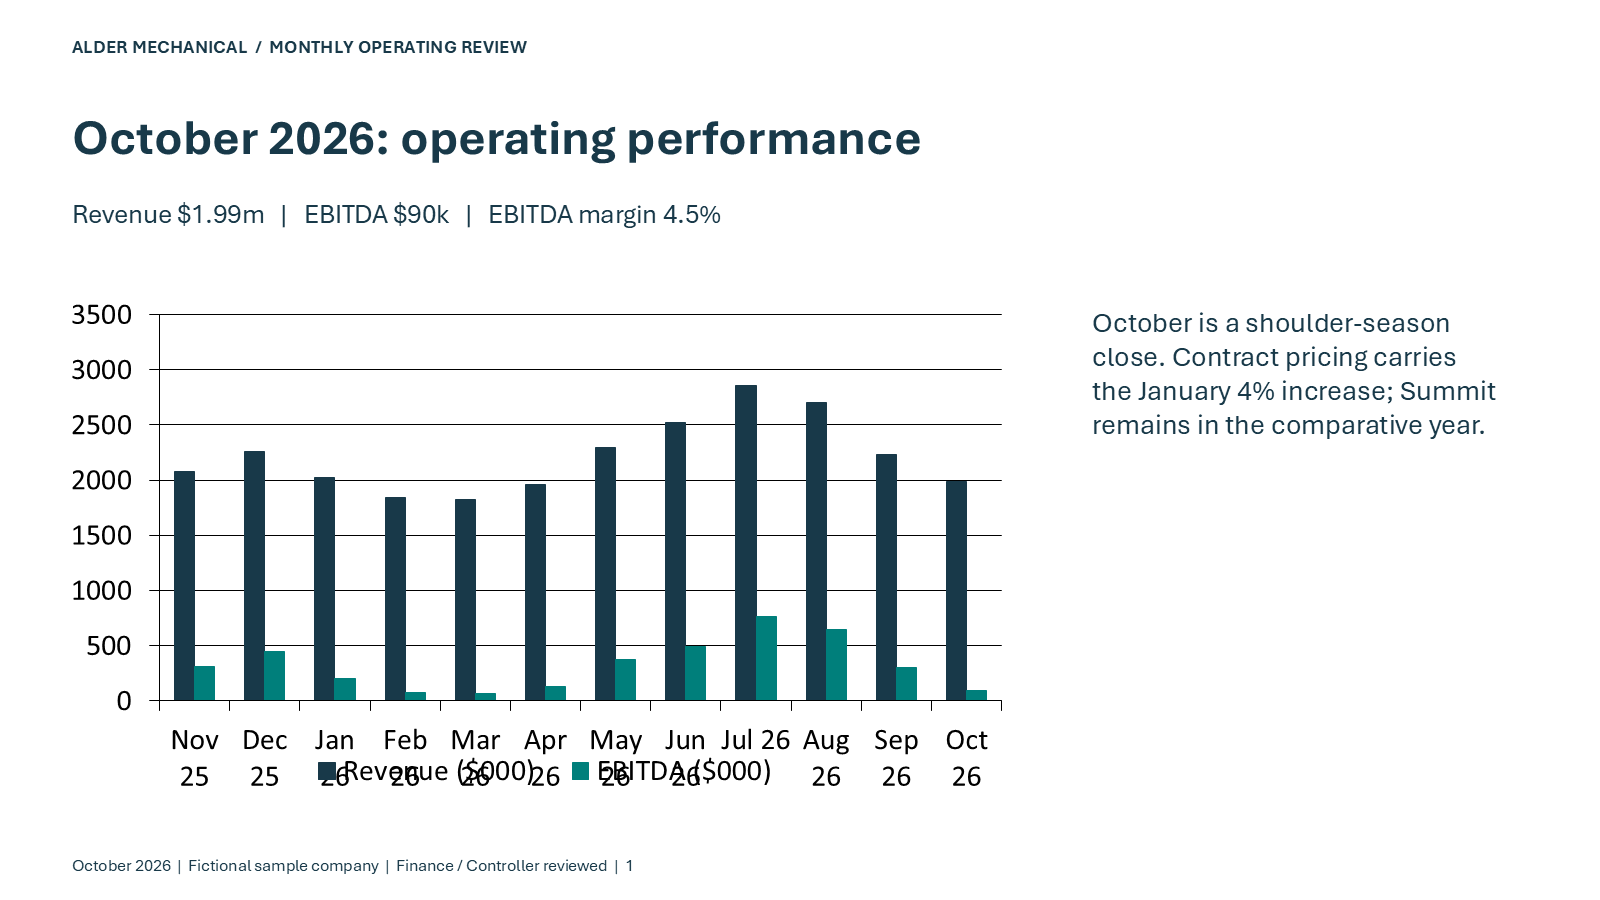 ALDER MECHANICAL / MONTHLY OPERATING REVIEW
October 2026: operating performance
Revenue $1.99m | EBITDA $90k | EBITDA margin 4.5%
3500
3000
2500
2000
1500
1000
500
0
Nov 25
Dec 25
Jan 26
Feb 26
Mar 26
Apr 26
May 26
Jun 26
Jul 26
Aug 26
Sep 26
Oct 26
Revenue ($000)
EBITDA ($000)
October is a shoulder-season
close. Contract pricing carries
the January 4% increase; Summit
remains in the comparative year.
October 2026 | Fictional sample company | Finance / Controller reviewed | 1